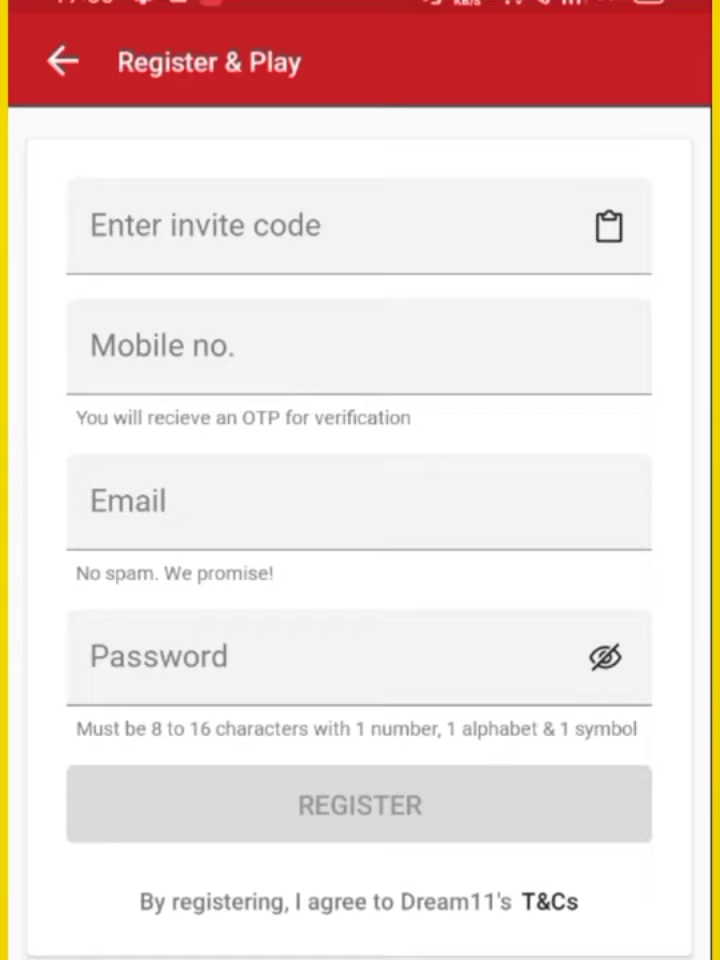 Register & Play
Enter invite code
Mobile no.
You will recieve an OTP for verification
Email
No spam. We promise!
Password
Must be 8 to 16 characters with 1 number, 1 alphabet & 1 symbol
REGISTER
By registering, I agree to Dream11's T&Cs